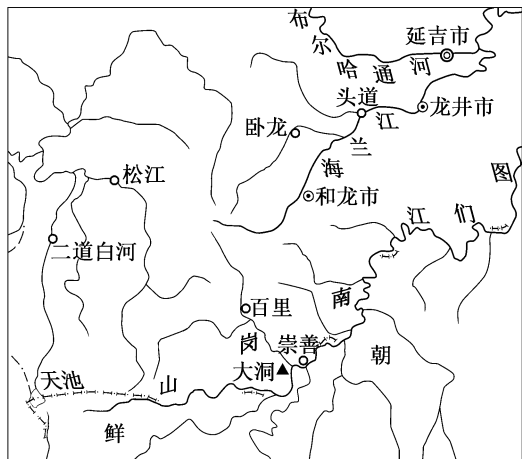 布尔哈通河
延吉市
头道
龙井市
卧龙
海兰江
松江
和龙市
图们江
二道白河
百里
南岗山
崇善
大洞
朝鲜
天池